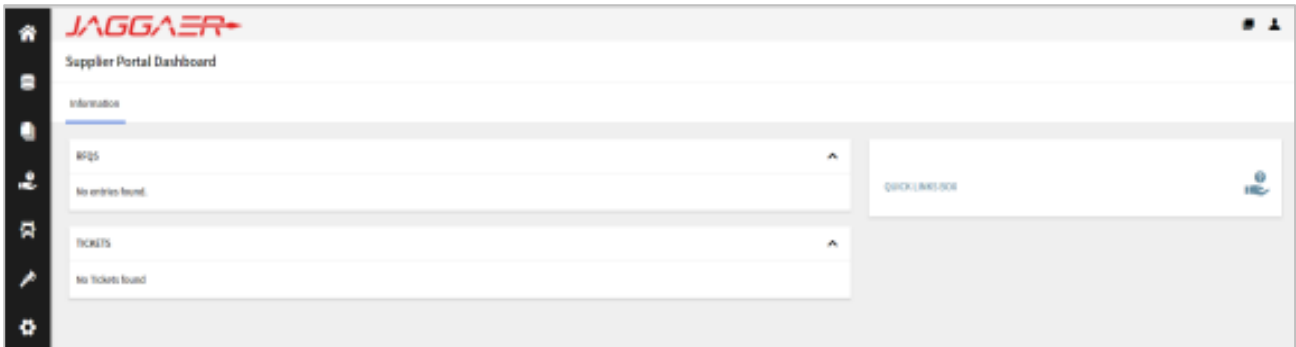 JAGGAER
Supplier Portal Dashboard
Information
RFQS
No entries found.
QUICK LINKS BOX
TICKETS
No Tickets found